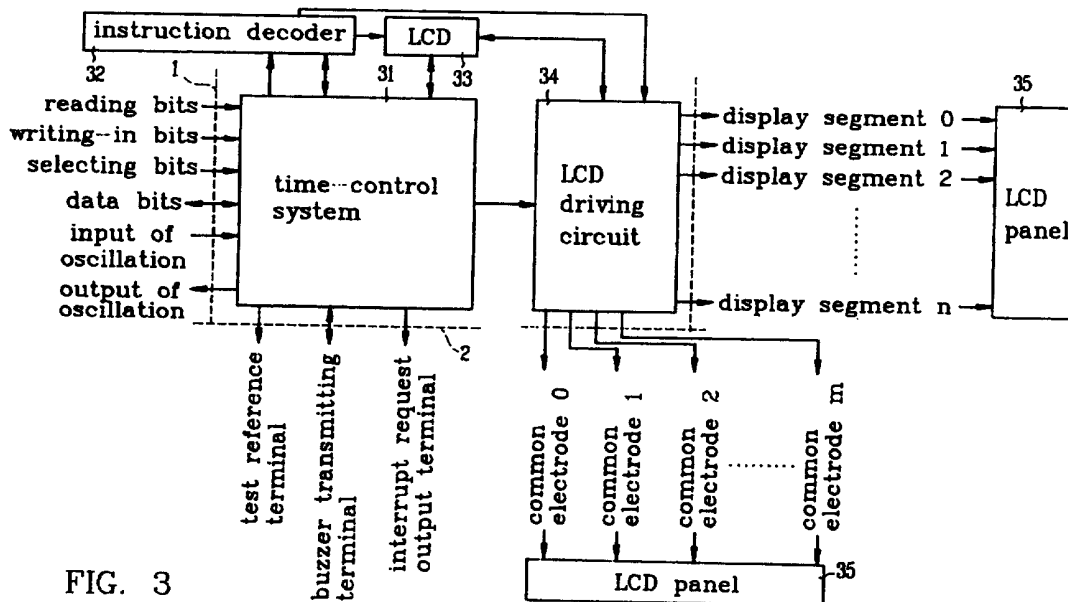 instruction decoder
LCD
32
33
1
31
34
35
reading bits
writing-in bits
selecting bits
data bits
input of
oscillation
output of
oscillation
time-control
system
LCD
driving
circuit
display segment 0
display segment 1
display segment 2
display segment n
LCD
panel
2
test reference
terminal
buzzer transmitting
terminal
interrupt request
output terminal
common
electrode 0
common
electrode 1
common
electrode 2
common
electrode m
LCD panel
35
FIG. 3